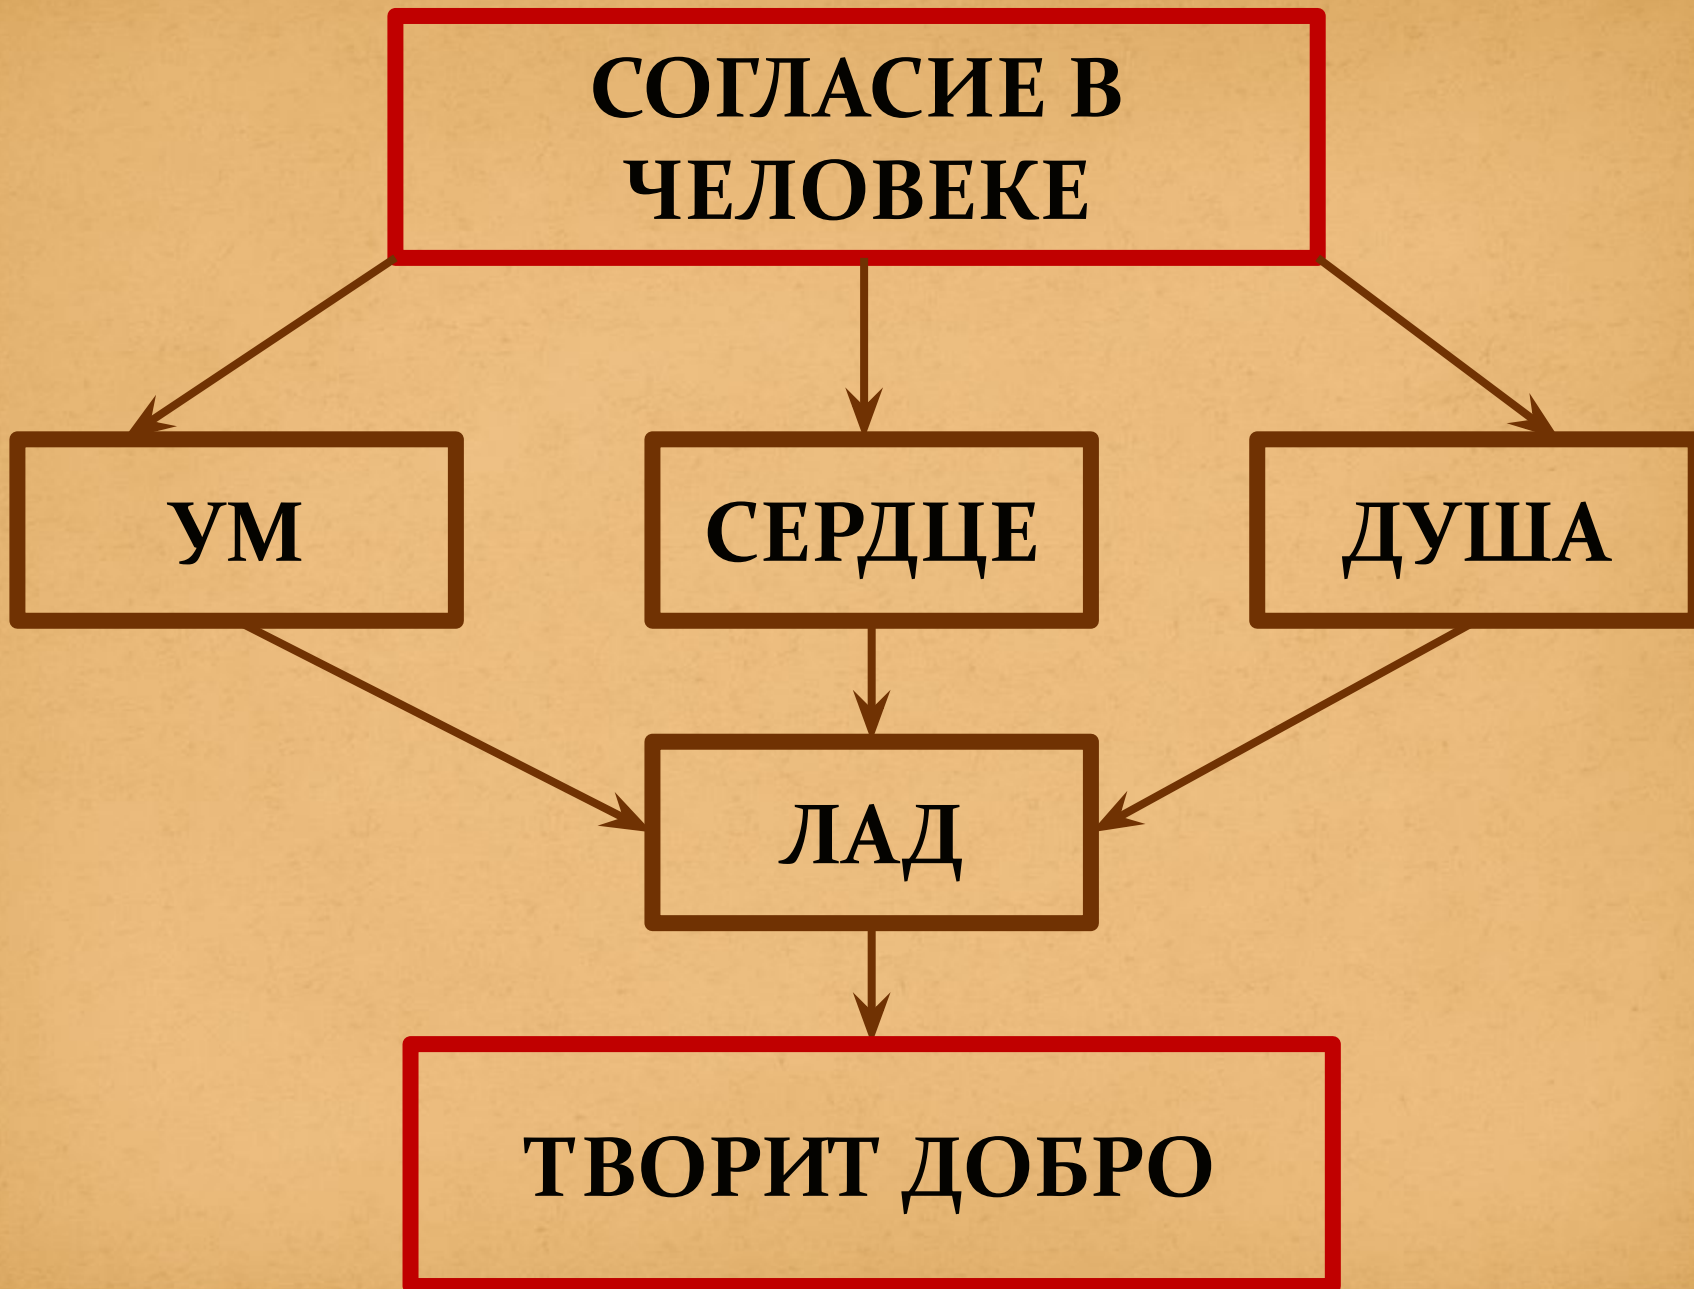 СОГЛАСИЕ В
ЧЕЛОВЕКЕ
УМ
СЕРДЦЕ
ДУША
ЛАД
ТВОРИТ ДОБРО